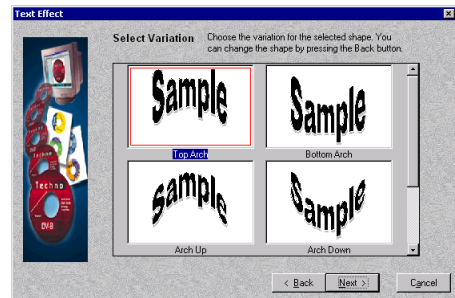 Text Effect
Select Variation
Choose the variation for the selected shape. You
can change the shape by pressing the Back button.
Sample
Sample
Top Arch
Bottom Arch
Sample
Sample
Arch Up
Arch Down
Techno
DV-B
< Back
Next >
Cancel